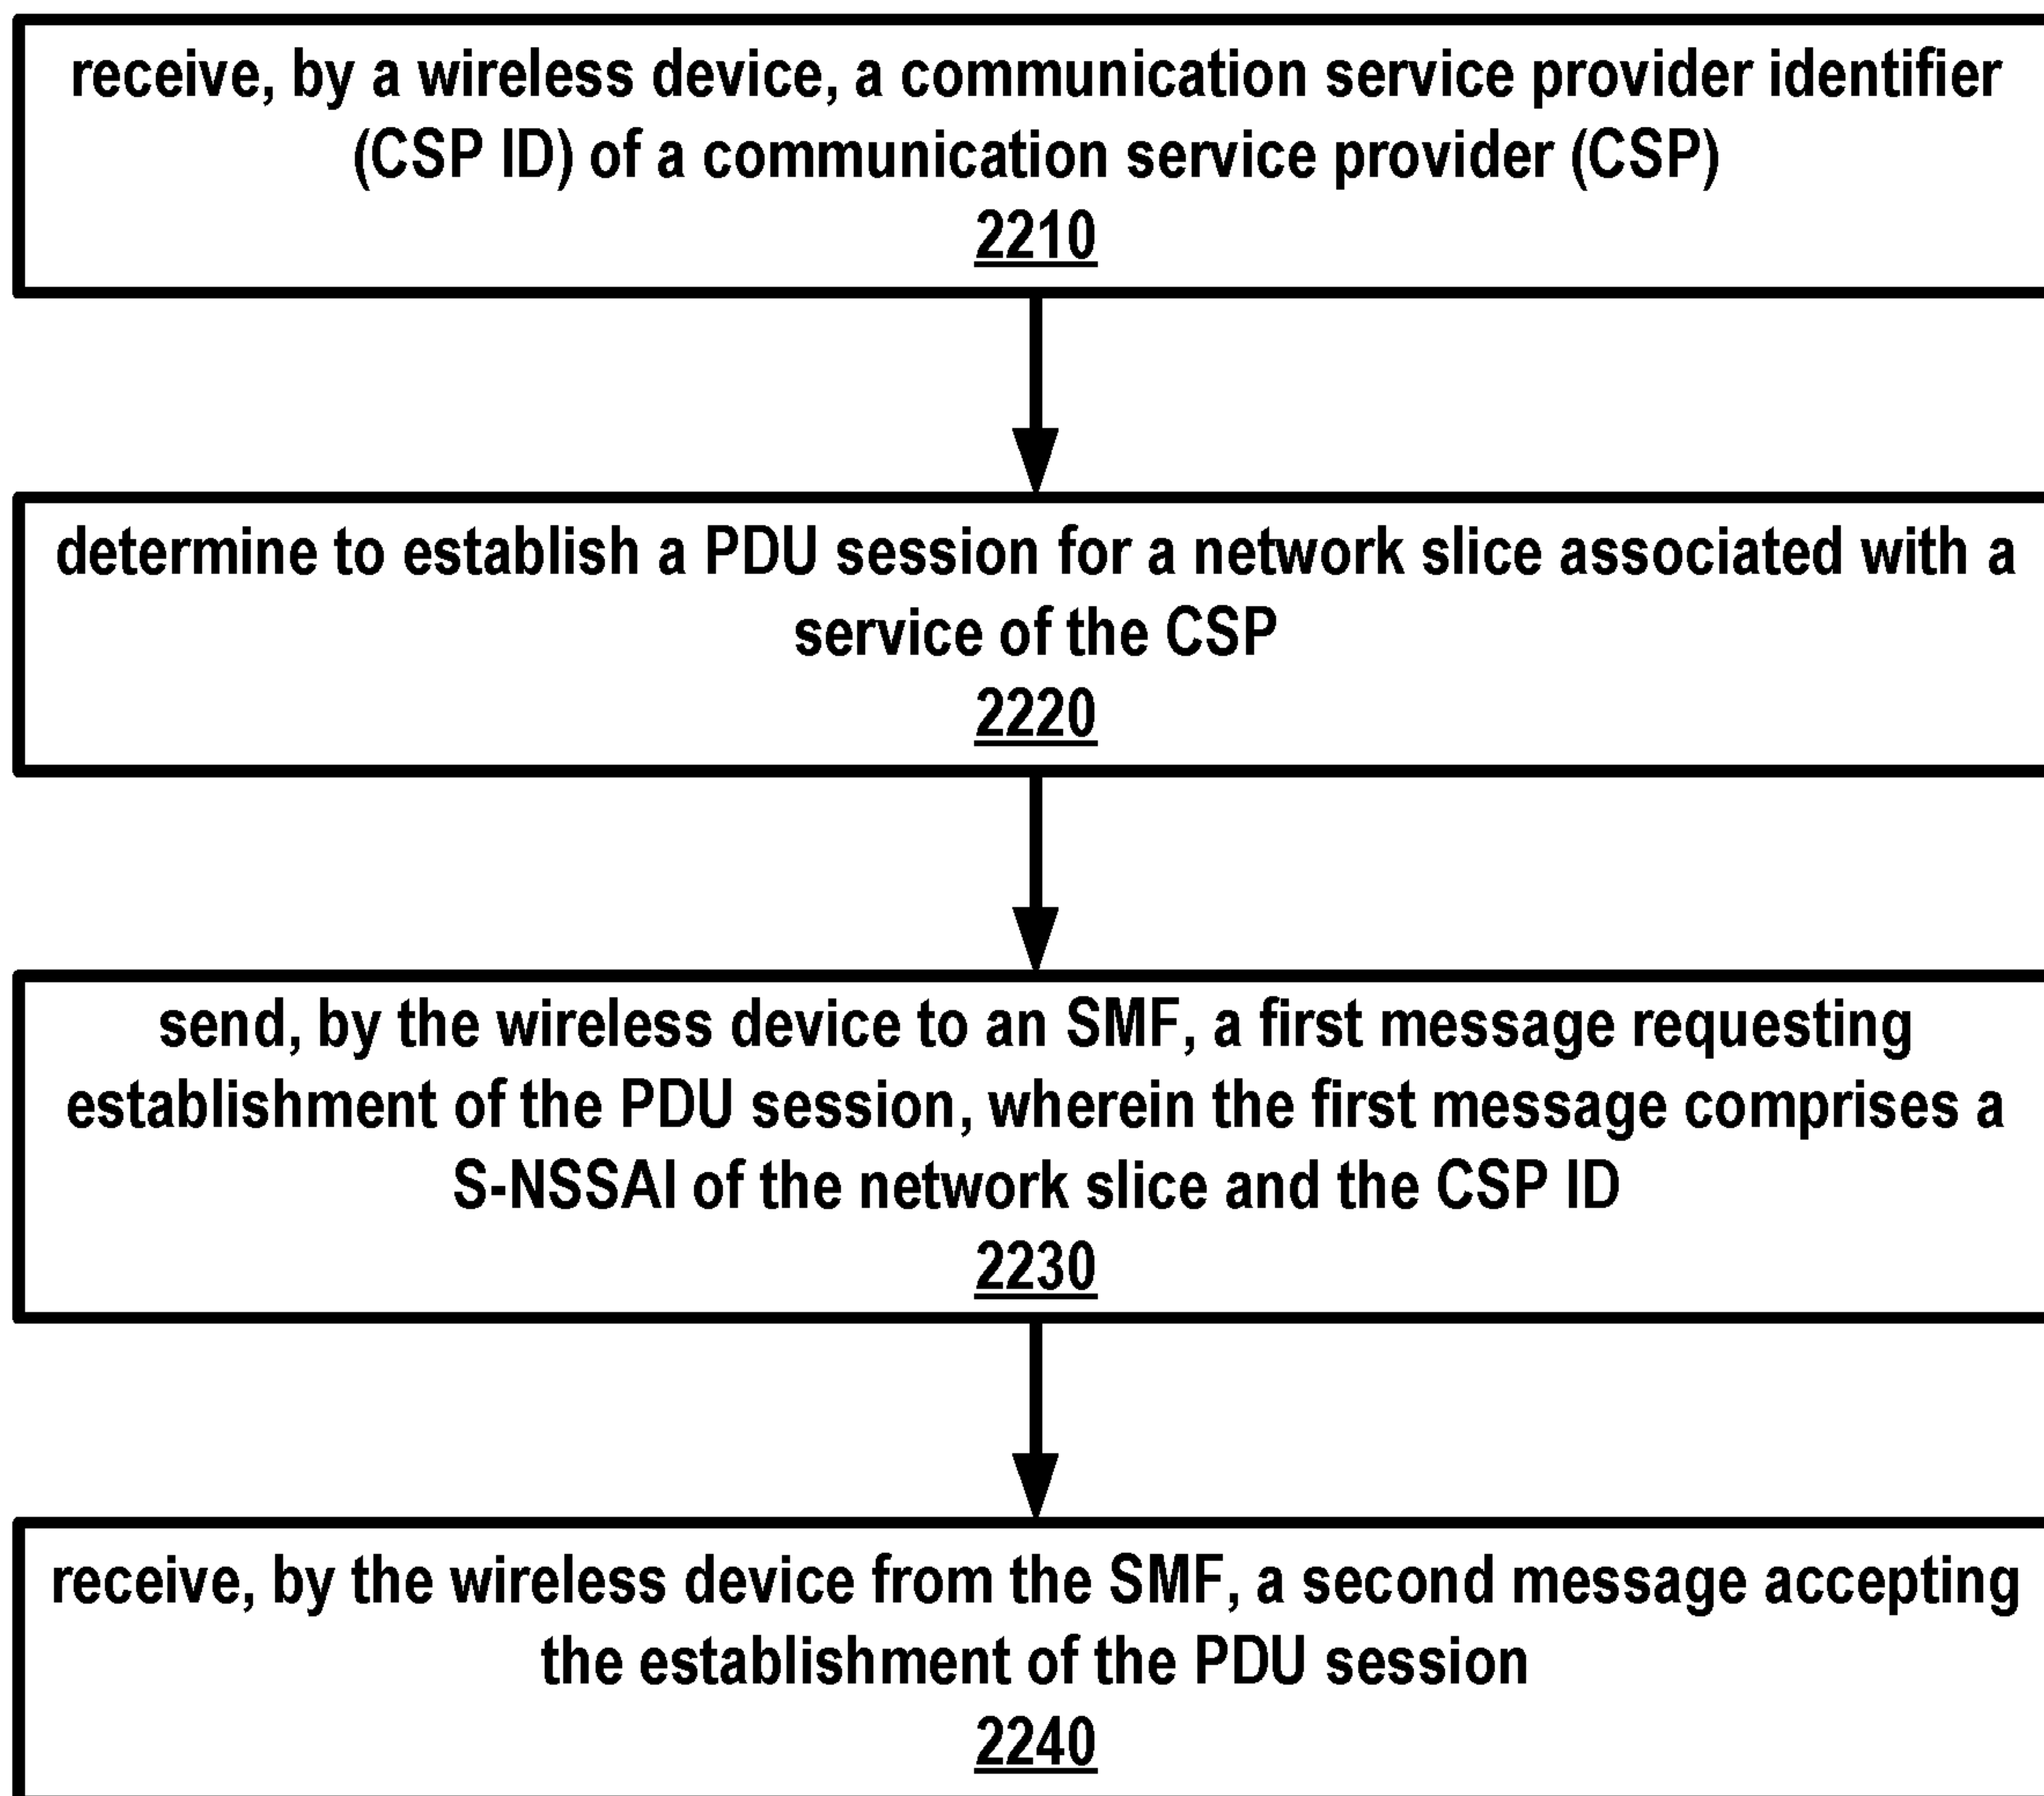 receive, by a wireless device, a communication service provider identifier
(CSP ID) of a communication service provider (CSP)
2210
determine to establish a PDU session for a network slice associated with a
service of the CSP
2220
send, by the wireless device to an SMF, a first message requesting
establishment of the PDU session, wherein the first message comprises a
S-NSSAI of the network slice and the CSP ID
2230
receive, by the wireless device from the SMF, a second message accepting
the establishment of the PDU session
2240